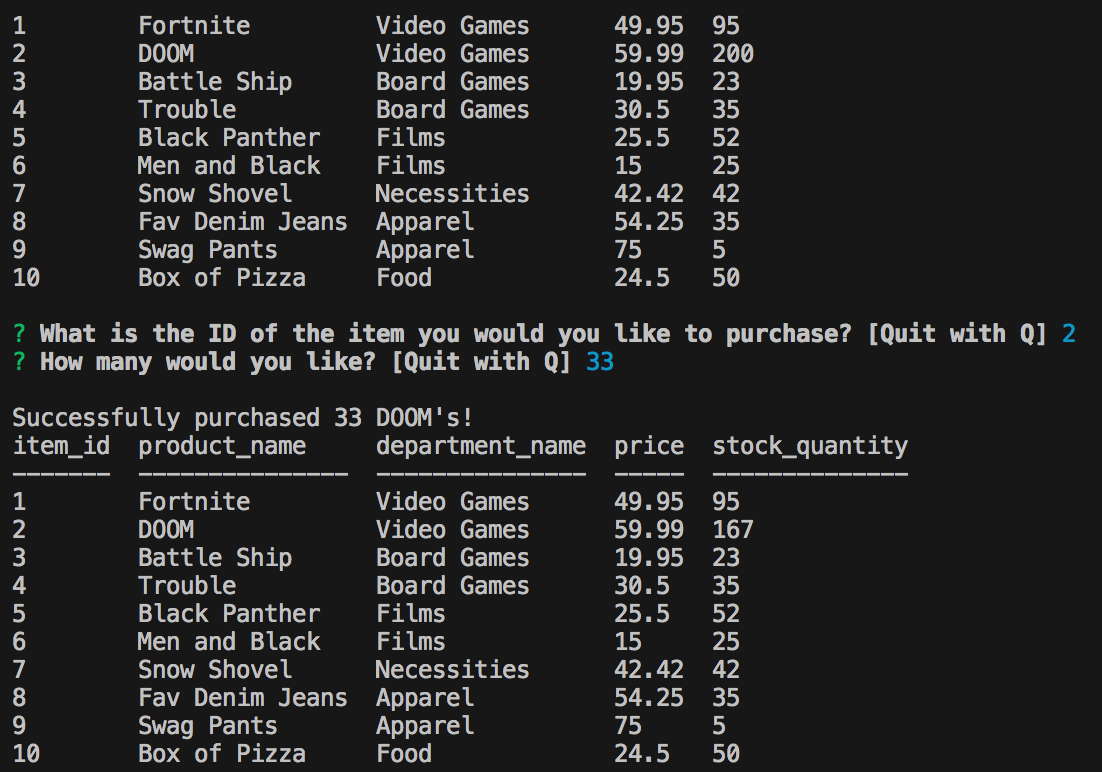 1        Fortnite         Video Games      49.95  95
2        DOOM             Video Games      59.99  200
3        Battle Ship      Board Games      19.95  23
4        Trouble          Board Games      30.5   35
5        Black Panther    Films            25.5   52
6        Men and Black    Films            15     25
7        Snow Shovel      Necessities      42.42  42
8        Fav Denim Jeans  Apparel          54.25  35
9        Swag Pants       Apparel          75     5
10       Box of Pizza     Food             24.5   50
? What is the ID of the item you would you like to purchase? [Quit with Q] 2
? How many would you like? [Quit with Q] 33
Successfully purchased 33 DOOM's!
item_id  product_name     department_name  price  stock_quantity
-------  ---------------  ---------------  -----  --------------
1        Fortnite         Video Games      49.95  95
2        DOOM             Video Games      59.99  167
3        Battle Ship      Board Games      19.95  23
4        Trouble          Board Games      30.5   35
5        Black Panther    Films            25.5   52
6        Men and Black    Films            15     25
7        Snow Shovel      Necessities      42.42  42
8        Fav Denim Jeans  Apparel          54.25  35
9        Swag Pants       Apparel          75     5
10       Box of Pizza     Food             24.5   50